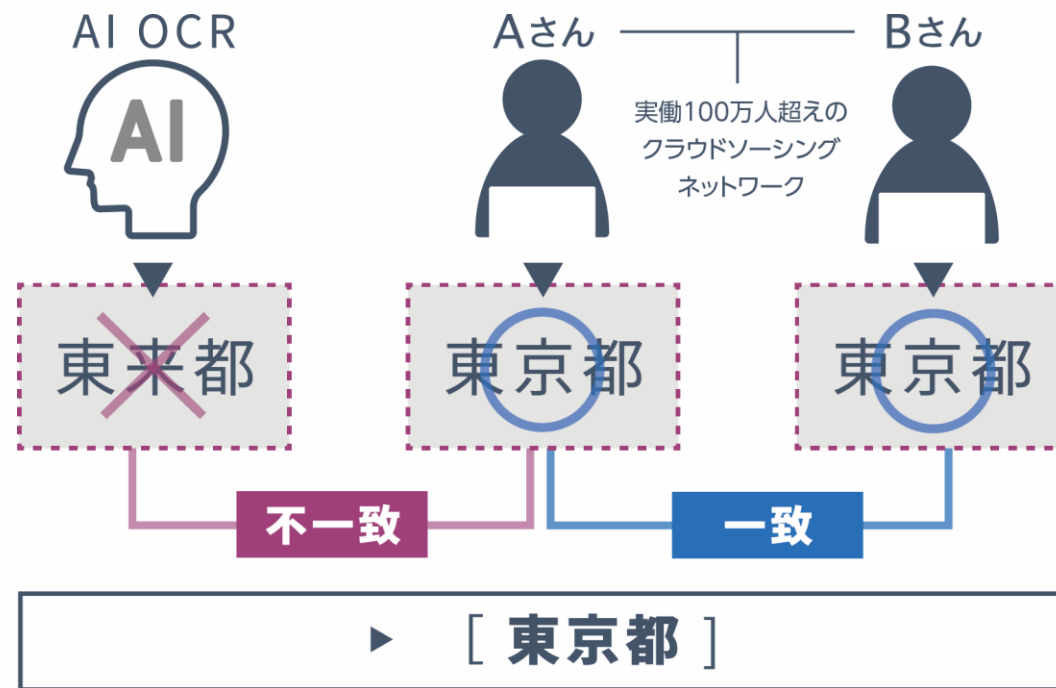 AI OCR
Aさん
Bさん
AI
実働100万人超えの
クラウドソーシング
ネットワーク
東来都
東京都
東京都
不一致
一致
▶ [ 東京都 ]